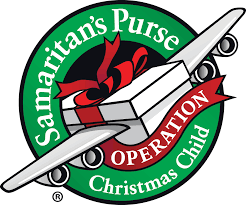 Samaritan's Purse
OPERATION
Christmas Child
®